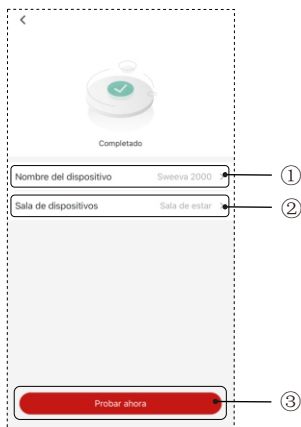 Completado
Nombre del dispositivo Sweeva 2000 ①
Sala de dispositivos Sala de estar ②
Probar ahora ③